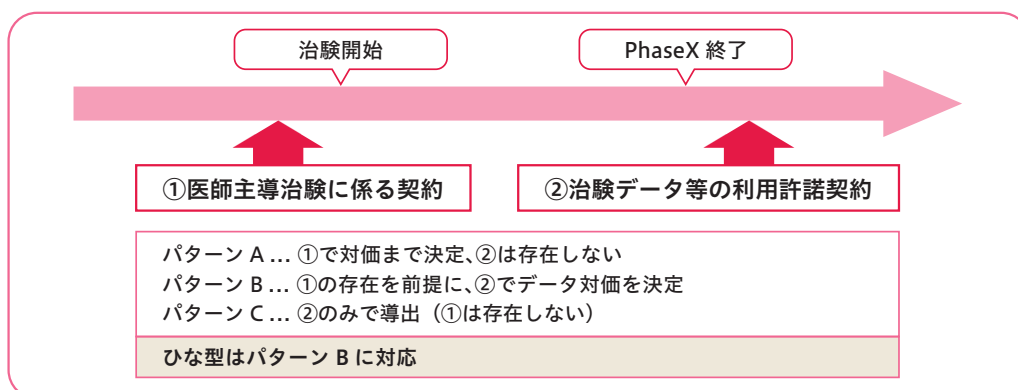 治験開始
PhaseX 終了
①医師主導治験に係る契約
②治験データ等の利用許諾契約
パターン A ... ①で対価まで決定、②は存在しない
パターン B ... ①の存在を前提に、②でデータ対価を決定
パターン C ... ②のみで導出（①は存在しない）
ひな型はパターン B に対応